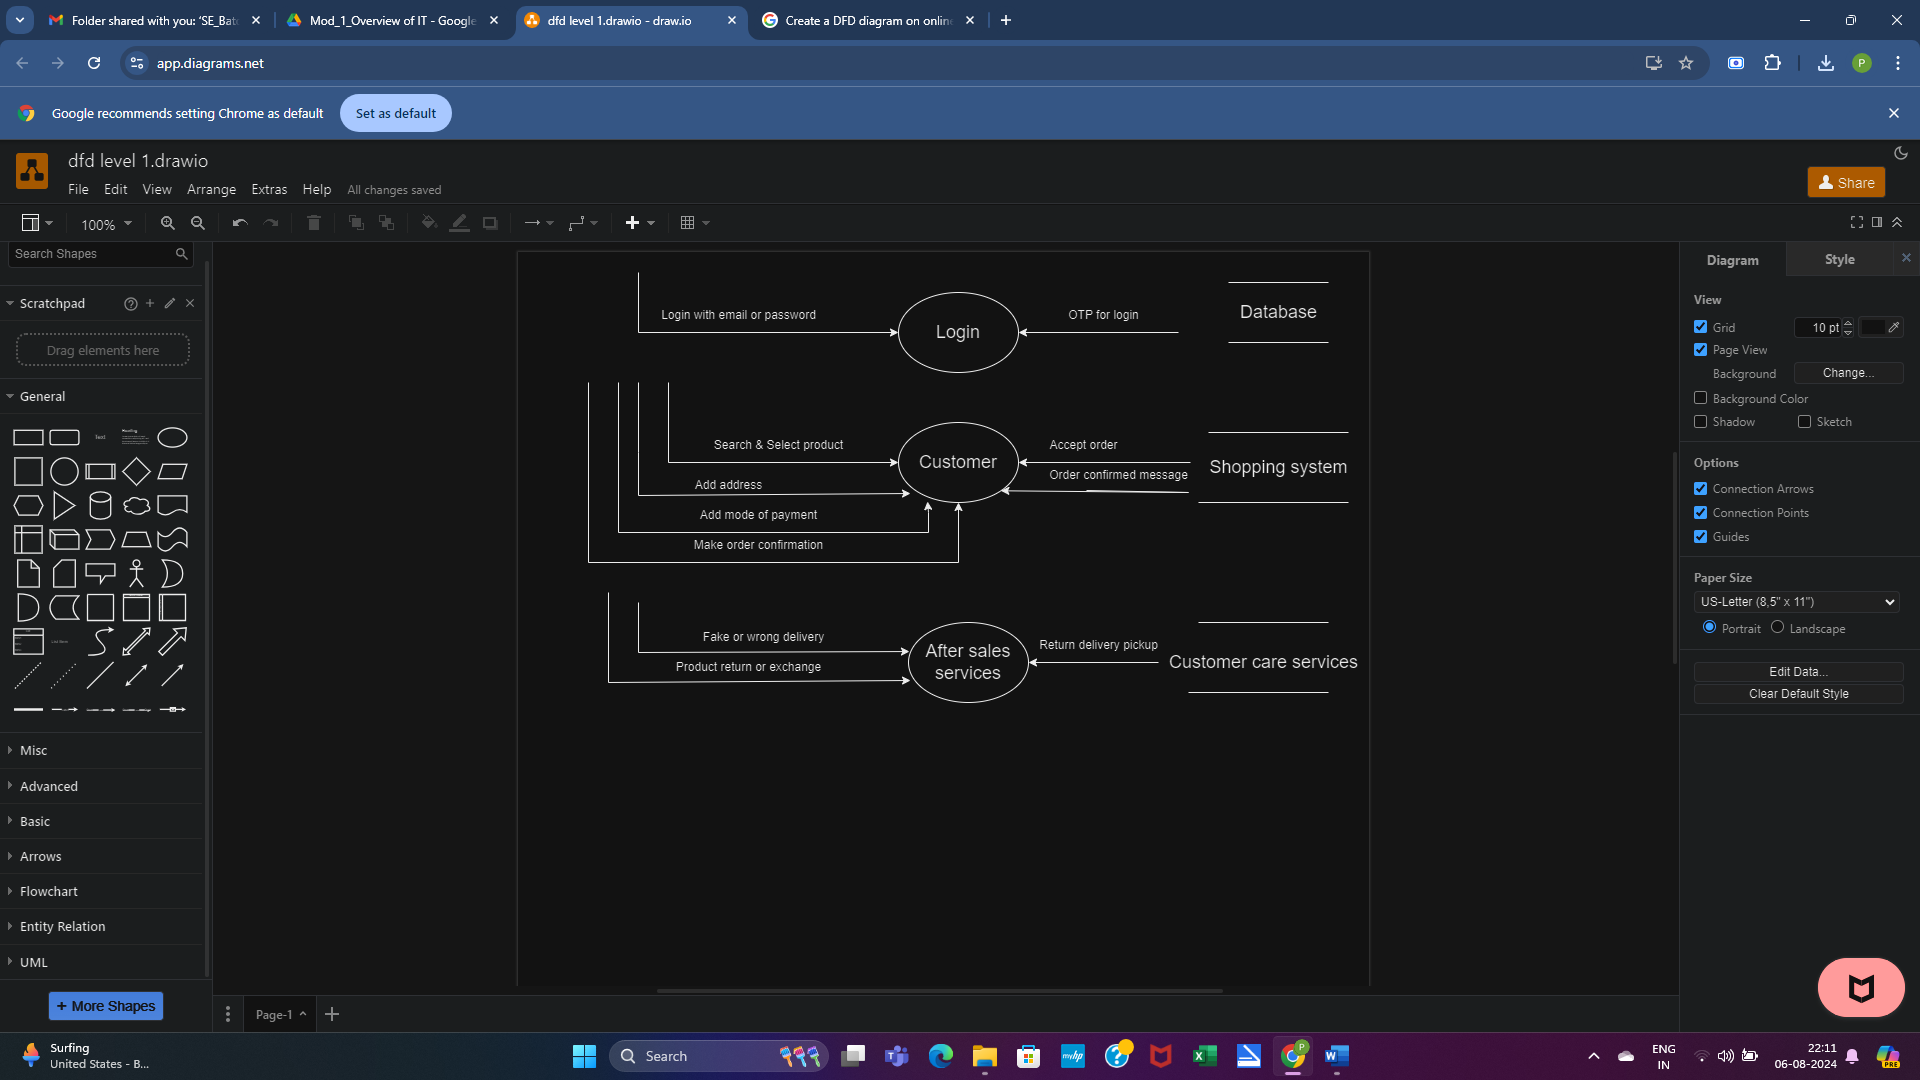 Folder shared with you: 'SE_Bat
Mod_1_Overview of IT - Google
dfd level 1.drawio - draw.io
Create a DFD diagram on onlin
app.diagrams.net
P
Google recommends setting Chrome as default
Set as default
dfd level 1.drawio
File Edit View Arrange Extras Help All changes saved
Share
100%
Search Shapes
Scratchpad
Drag elements here
General
Text
Heading
Misc
Advanced
Basic
Arrows
Flowchart
Entity Relation
UML
+ More Shapes
Login with email or password
Login
OTP for login
Database
Search & Select product
Customer
Accept order
Shopping system
Order confirmed message
Add address
Add mode of payment
Make order confirmation
Fake or wrong delivery
After sales
services
Return delivery pickup
Customer care services
Product return or exchange
Page-1
Diagram
Style
View
Grid
10 pt
Page View
Background
Change...
Background Color
Shadow
Sketch
Options
Connection Arrows
Connection Points
Guides
Paper Size
US-Letter (8,5" x 11")
Portrait
Landscape
Edit Data...
Clear Default Style
Surfing
United States - B...
Search
myhp
ENG
IN
22:11
06-08-2024
PRE